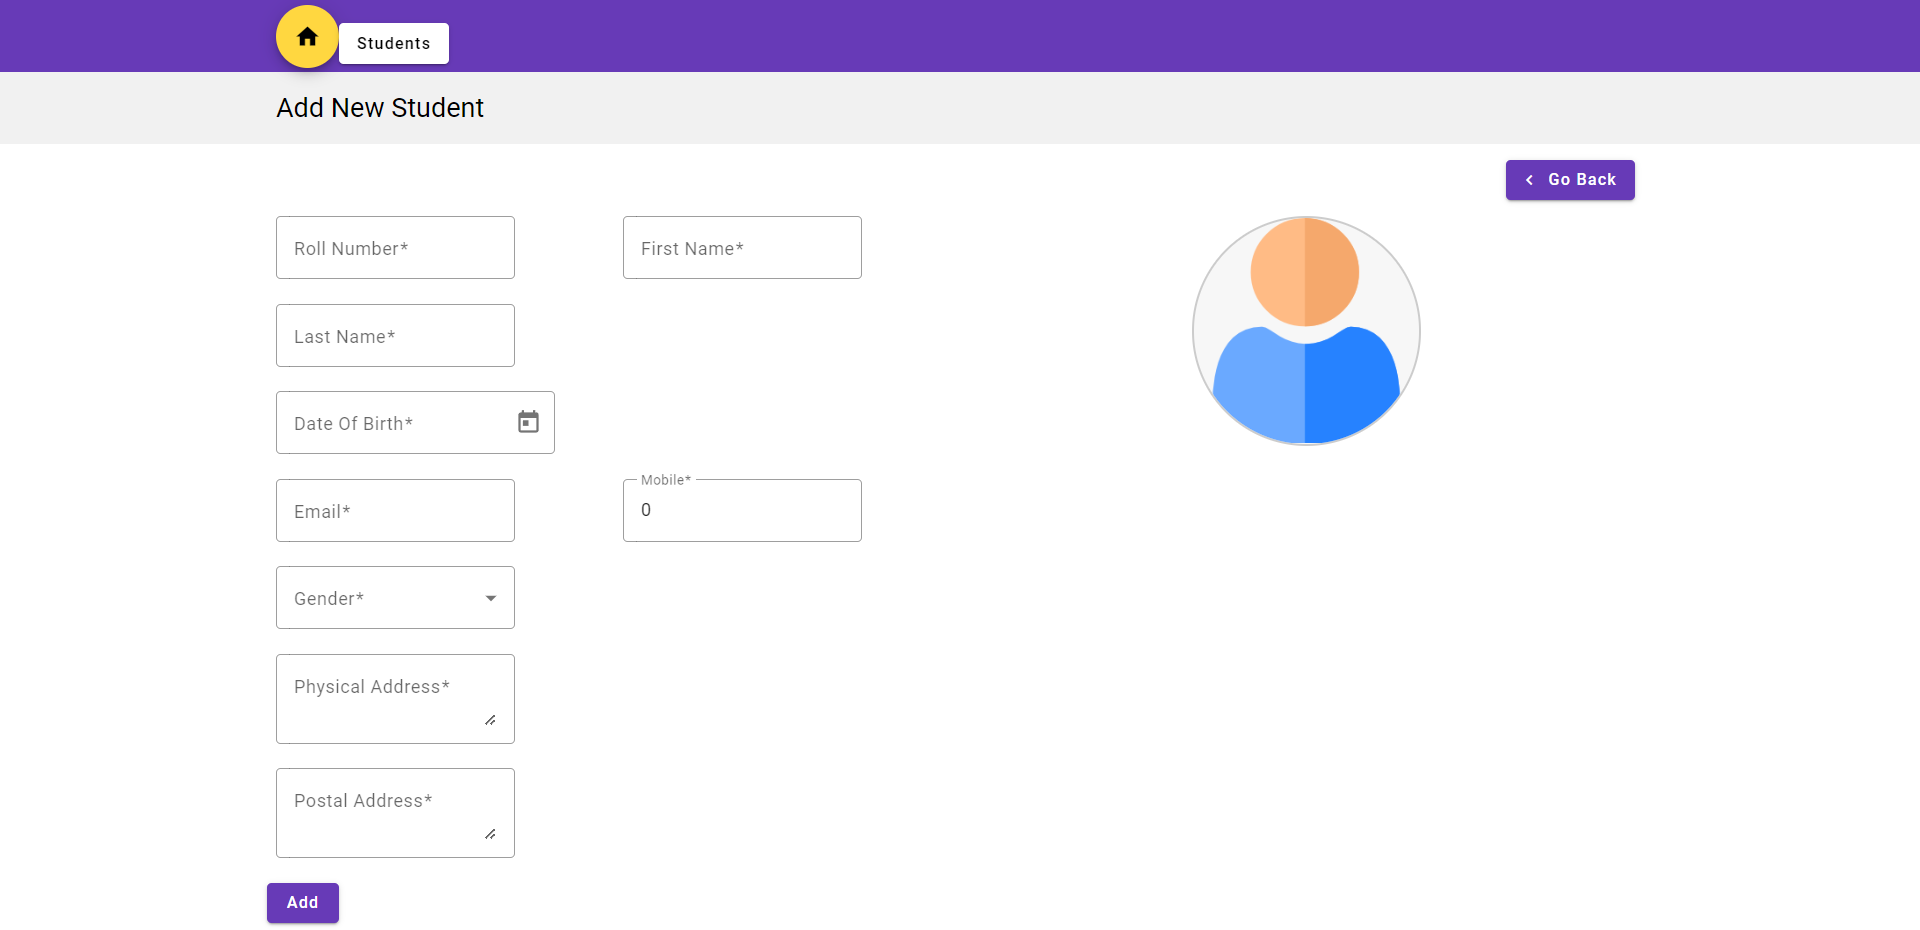 Students
Add New Student
Go Back
Roll Number*
First Name*
Last Name*
Date Of Birth*
Email*
Mobile*
0
Gender*
Physical Address*
Postal Address*
Add